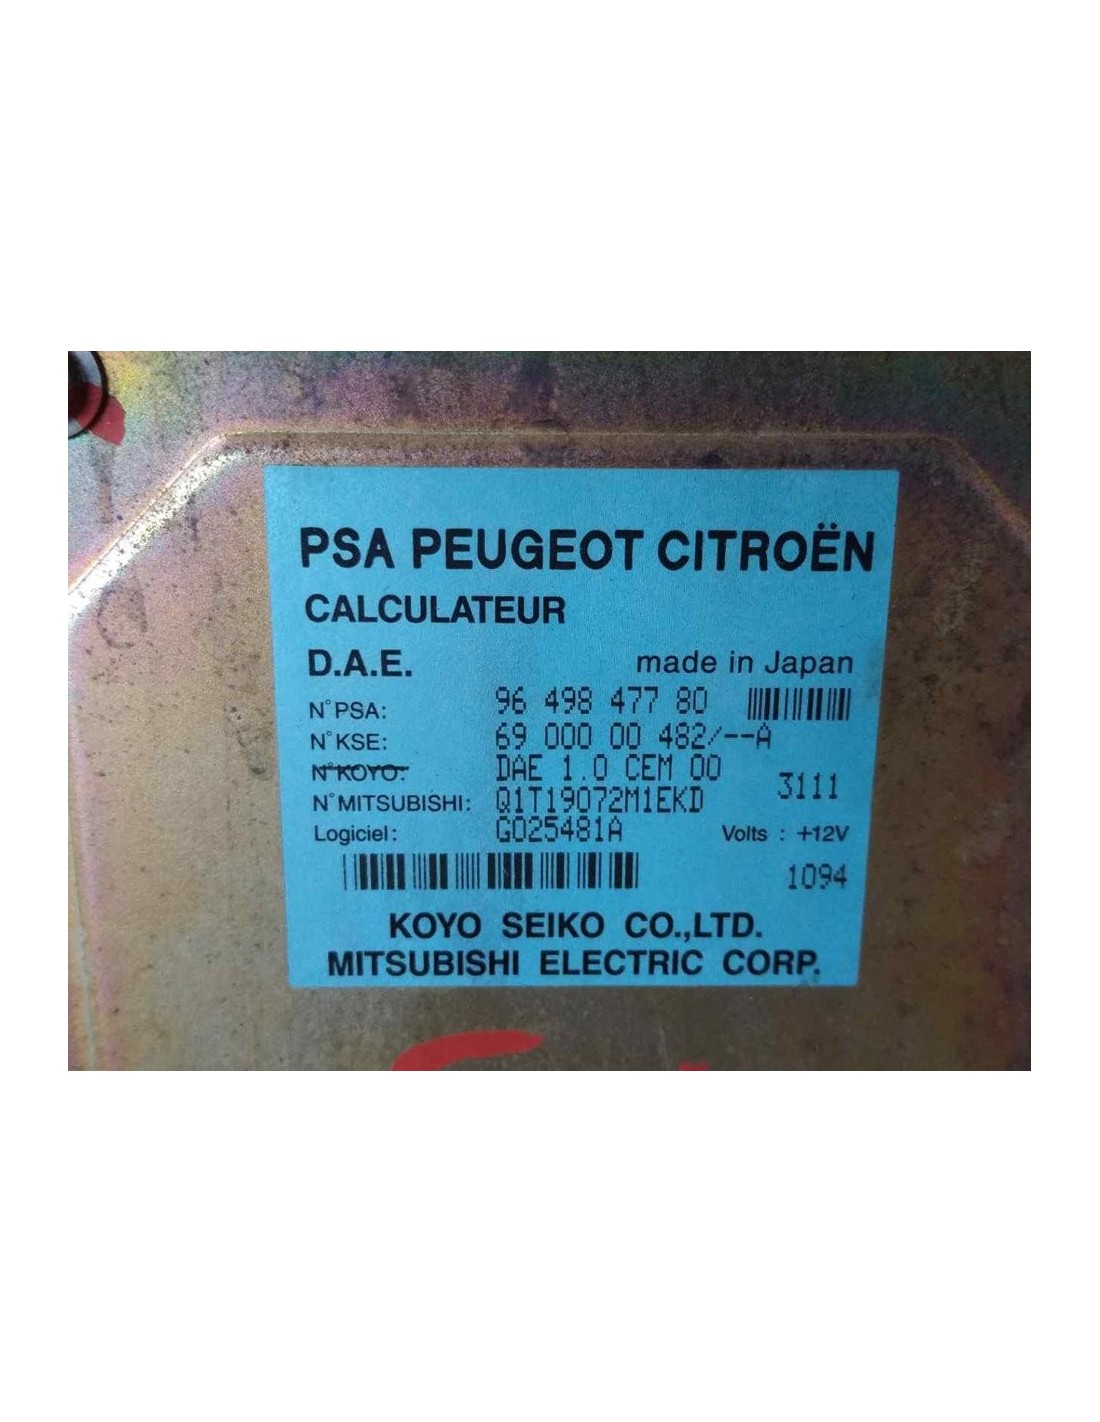 PSA PEUGEOT CITROËN
CALCULATEUR
D.A.E. made in Japan
N° PSA: 96 498 477 80
N° KSE: 69 000 00 482/--A
N° KOYO: DAE 1.0 CEM 00
3111
N° MITSUBISHI: Q1T19072M1EKD
Logiciel: G025481A Volts : +12V
1094
KOYO SEIKO CO.,LTD.
MITSUBISHI ELECTRIC CORP.